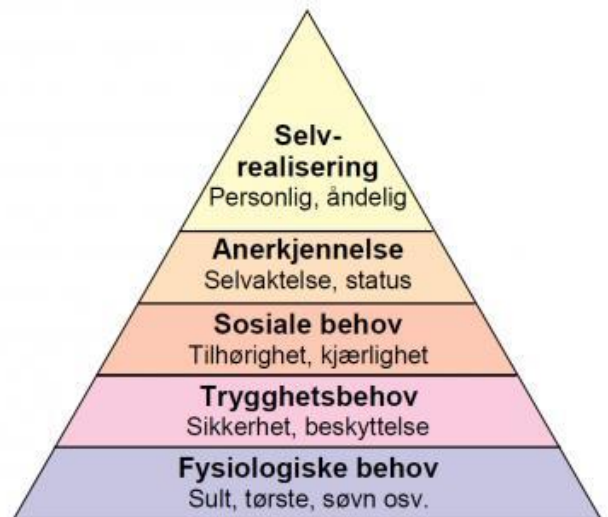 Selv-
realisering
Personlig, åndelig
Anerkjennelse
Selvaktelse, status
Sosiale behov
Tilhørighet, kjærlighet
Trygghetsbehov
Sikkerhet, beskyttelse
Fysiologiske behov
Sult, tørste, søvn osv.